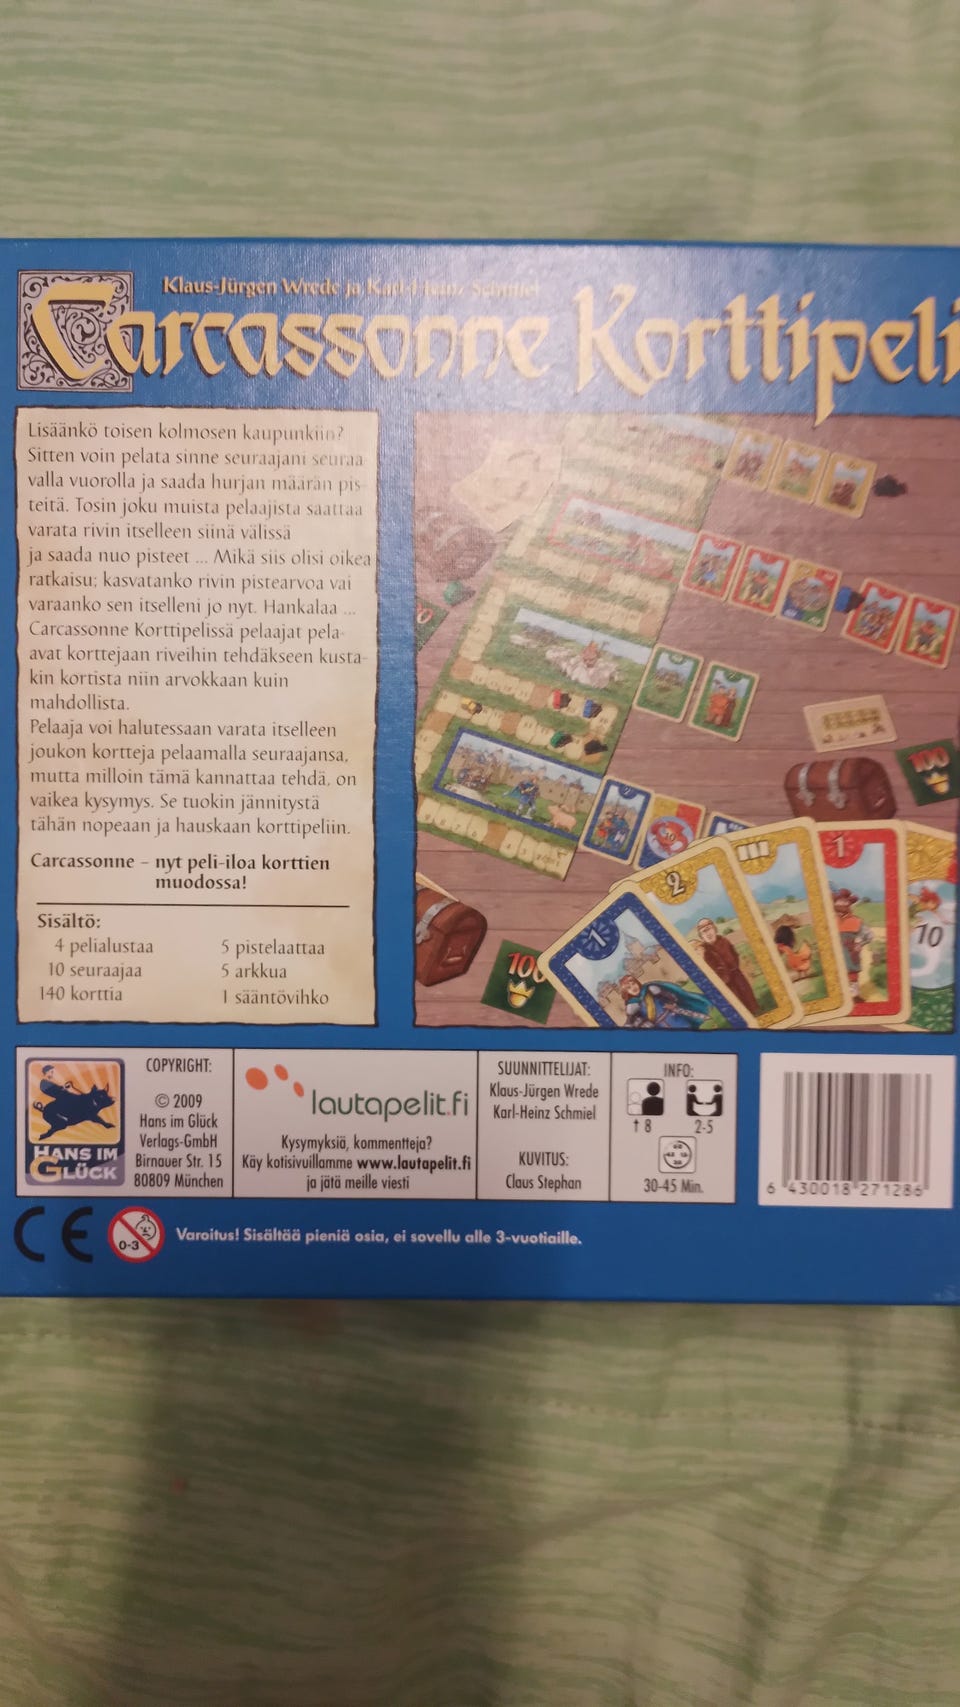 Klaus-Jürgen Wrede ja Karl-Heinz Schmiel
Carcassonne Korttipeli
Lisäänkö toisen kolmosen kaupunkiin?
Sitten voin pelata sinne seuraajani seuraa
valla vuorolla ja saada hurjan määrän pis-
teitä. Tosin joku muista pelaajista saattaa
varata rivin itselleen siinä välissä
ja saada nuo pisteet ... Mikä siis olisi oikea
ratkaisu: kasvatanko rivin pistearvoa vai
varaanko sen itselleni jo nyt. Hankalaa ...
Carcassonne Korttipelissä pelaajat pela-
avat korttejaan riveihin tehdäkseen kusta-
kin kortista niin arvokkaan kuin
mahdollista.
Pelaaja voi halutessaan varata itselleen
joukon kortteja pelaamalla seuraajansa,
mutta milloin tämä kannattaa tehdä, on
vaikea kysymys. Se tuokin jännitystä
tähän nopeaan ja hauskaan korttipeliin.
Carcassonne – nyt peli-iloa korttien
muodossa!
Sisältö:
4 pelialustaa
10 seuraajaa
140 korttia
5 pistelaattaa
5 arkkua
1 sääntövihko
100
100
1
2
1
10
HANS IM
GLÜCK
COPYRIGHT:
© 2009
Hans im Glück
Verlags-GmbH
Birnauer Str. 15
80809 München
lautapelit.fi
Kysymyksiä, kommentteja?
Käy kotisivuillamme www.lautapelit.fi
ja jätä meille viesti
SUUNNITTELIJAT:
Klaus-Jürgen Wrede
Karl-Heinz Schmiel
KUVITUS:
Claus Stephan
INFO:
↑ 8
2-5
30-45 Min.
6 430018 271286
CE
0-3
Varoitus! Sisältää pieniä osia, ei sovellu alle 3-vuotiaille.